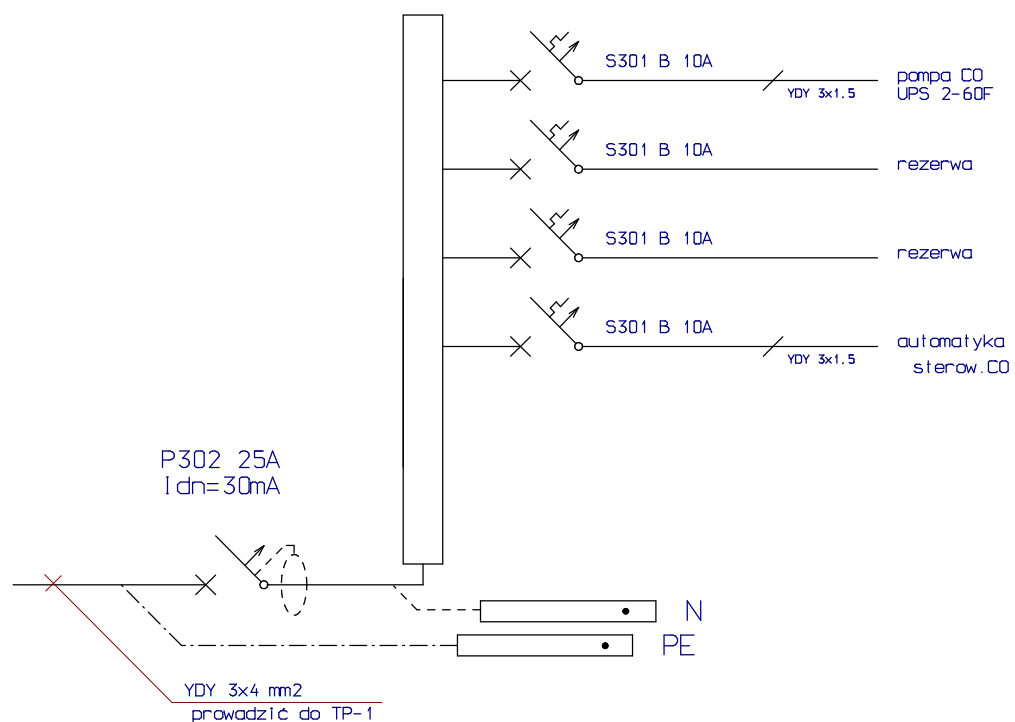 S301 B 10A
pompa CO
UPS 2-60F
YDY 3x1.5
S301 B 10A
rezerwa
S301 B 10A
rezerwa
S301 B 10A
automatyka
sterow.CO
YDY 3x1.5
P302 25A
Idn=30mA
N
PE
YDY 3x4 mm2
prowadzić do TP-1